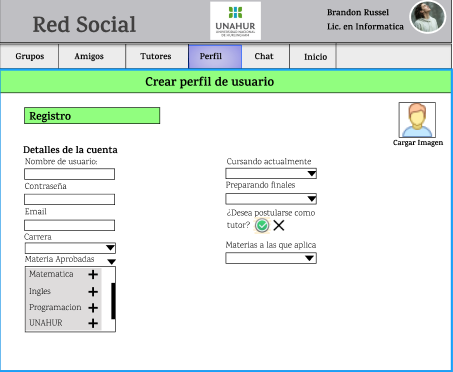 Red Social
UNAHUR
UNIVERSIDAD NACIONAL
DE HURLINGHAM
Brandon Russel
Lic. en Informatica
Grupos
Amigos
Tutores
Perfil
Chat
Inicio
Crear perfil de usuario
Registro
Cargar Imagen
Detalles de la cuenta
Nombre de usuario:
Contraseña
Email
Carrera
Materia Aprobadas
Matematica
Ingles
Programacion
UNAHUR
Cursando actualmente
Preparando finales
¿Desea postularse como
tutor?
Materias a las que aplica